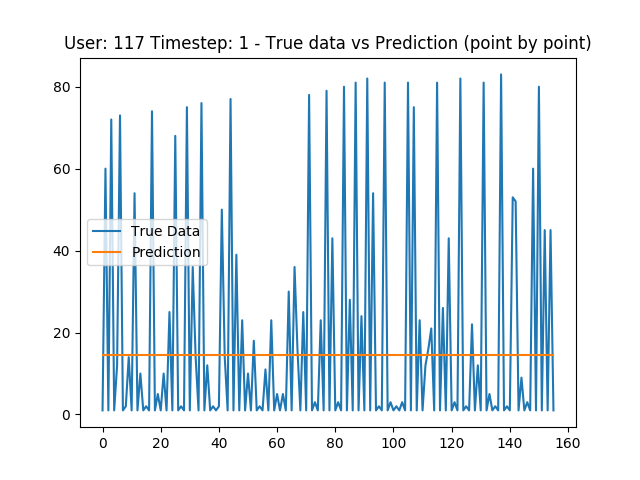 User: 117 Timestep: 1 - True data vs Prediction (point by point)
80
60
40
20
0
True Data
Prediction
0 20 40 60 80 100 120 140 160